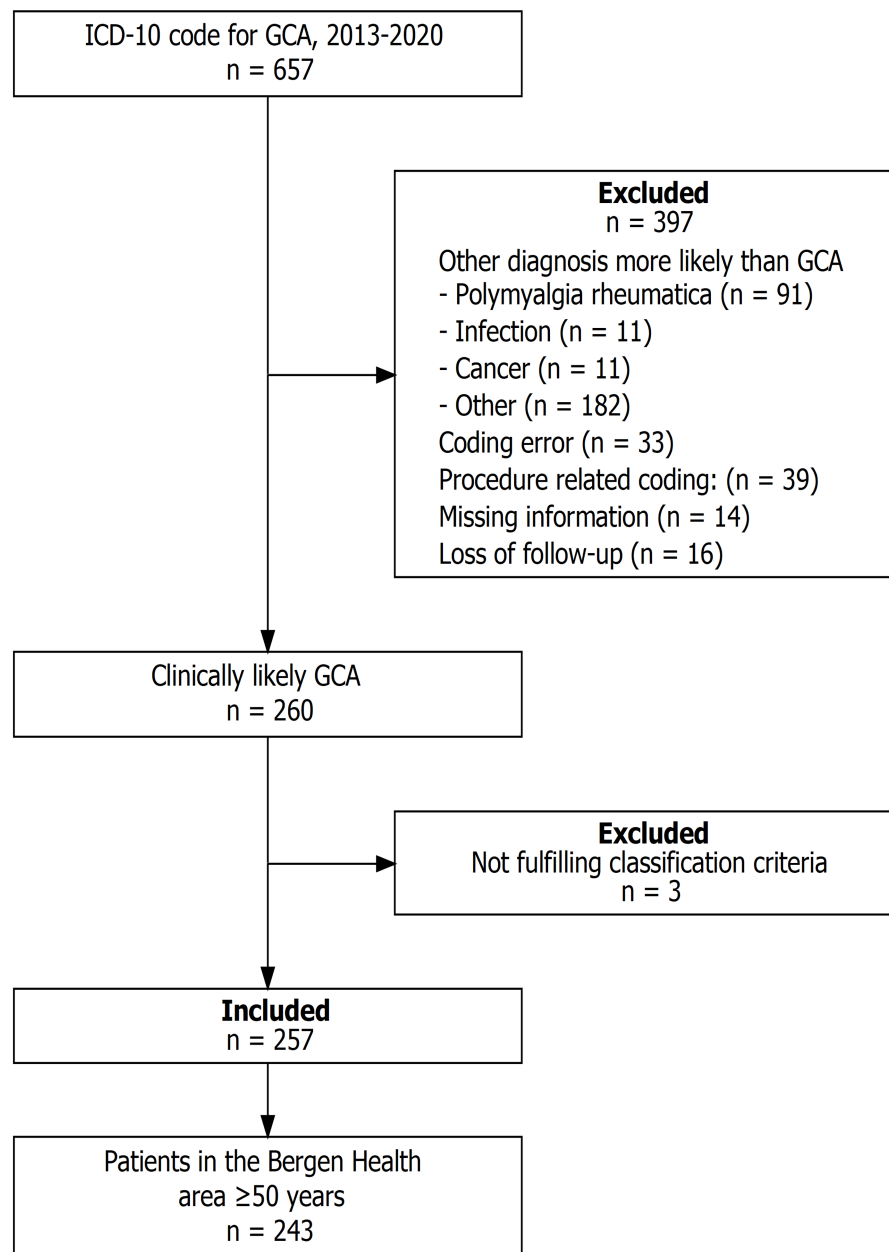 ICD-10 code for GCA, 2013-2020
n = 657
Excluded
n = 397
Other diagnosis more likely than GCA
- Polymyalgia rheumatica (n = 91)
- Infection (n = 11)
- Cancer (n = 11)
- Other (n = 182)
Coding error (n = 33)
Procedure related coding: (n = 39)
Missing information (n = 14)
Loss of follow-up (n = 16)
Clinically likely GCA
n = 260
Excluded
Not fulfilling classification criteria
n = 3
Included
n = 257
Patients in the Bergen Health
area ≥50 years
n = 243